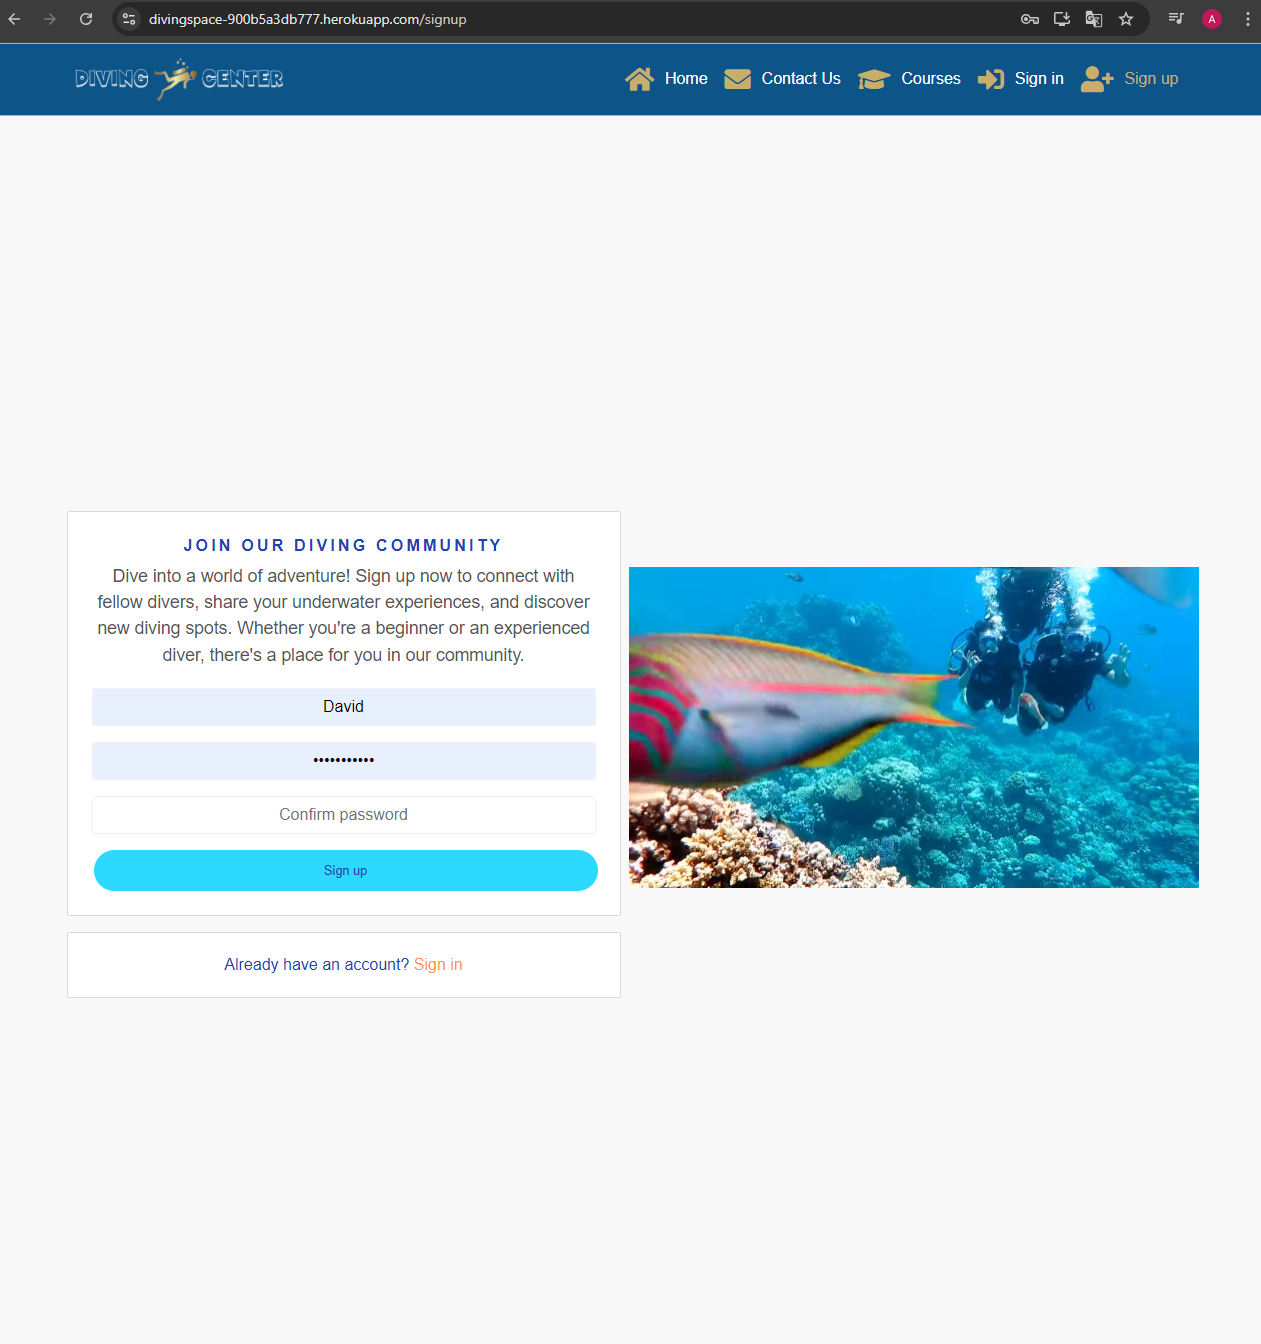 divingspace-900b5a3db777.herokuapp.com/signup
A
DIVING CENTER
Home
Contact Us
Courses
Sign in
Sign up
JOIN OUR DIVING COMMUNITY
Dive into a world of adventure! Sign up now to connect with
fellow divers, share your underwater experiences, and discover
new diving spots. Whether you're a beginner or an experienced
diver, there's a place for you in our community.
David
•••••••••••
Confirm password
Sign up
Already have an account? Sign in